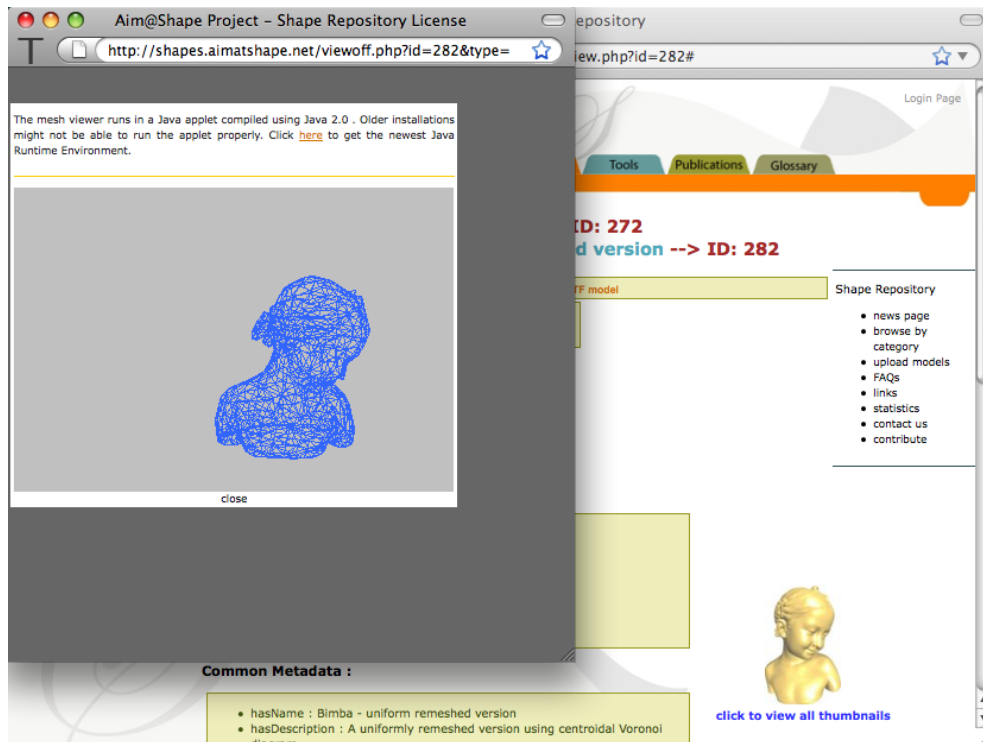 Aim@Shape Project – Shape Repository License
epository
T
http://shapes.aimatshape.net/viewoff.php?id=282&type=
iew.php?id=282#
Login Page
The mesh viewer runs in a Java applet compiled using Java 2.0 . Older installations
might not be able to run the applet properly. Click here to get the newest Java
Runtime Environment.
Tools
Publications
Glossary
ID: 272
d version --> ID: 282
TF model
Shape Repository
news page
browse by
category
upload models
FAQs
links
statistics
contact us
contribute
close
Common Metadata :
hasName : Bimba - uniform remeshed version
hasDescription : A uniformly remeshed version using centroidal Voronoi
click to view all thumbnails